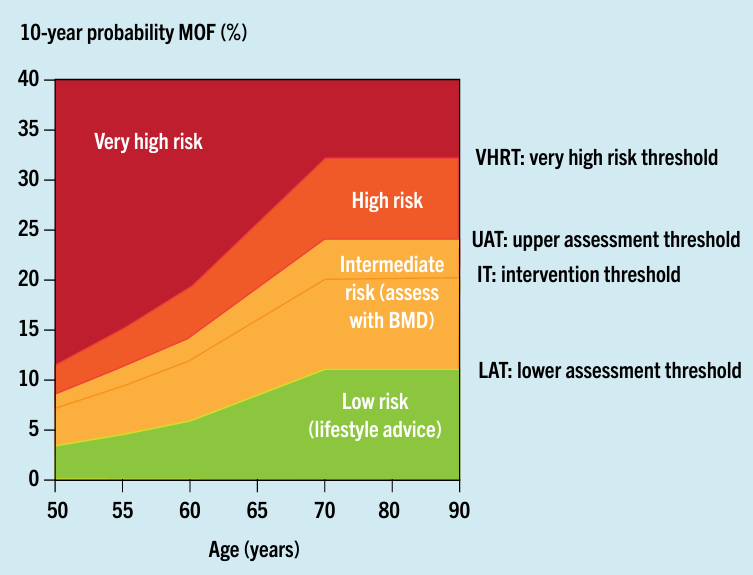 10-year probability MOF (%)
40
35
30
25
20
15
10
5
0
Very high risk
High risk
Intermediate
risk (assess
with BMD)
Low risk
(lifestyle advice)
VHRT: very high risk threshold
UAT: upper assessment threshold
IT: intervention threshold
LAT: lower assessment threshold
50 55 60 65 70 80 90
Age (years)